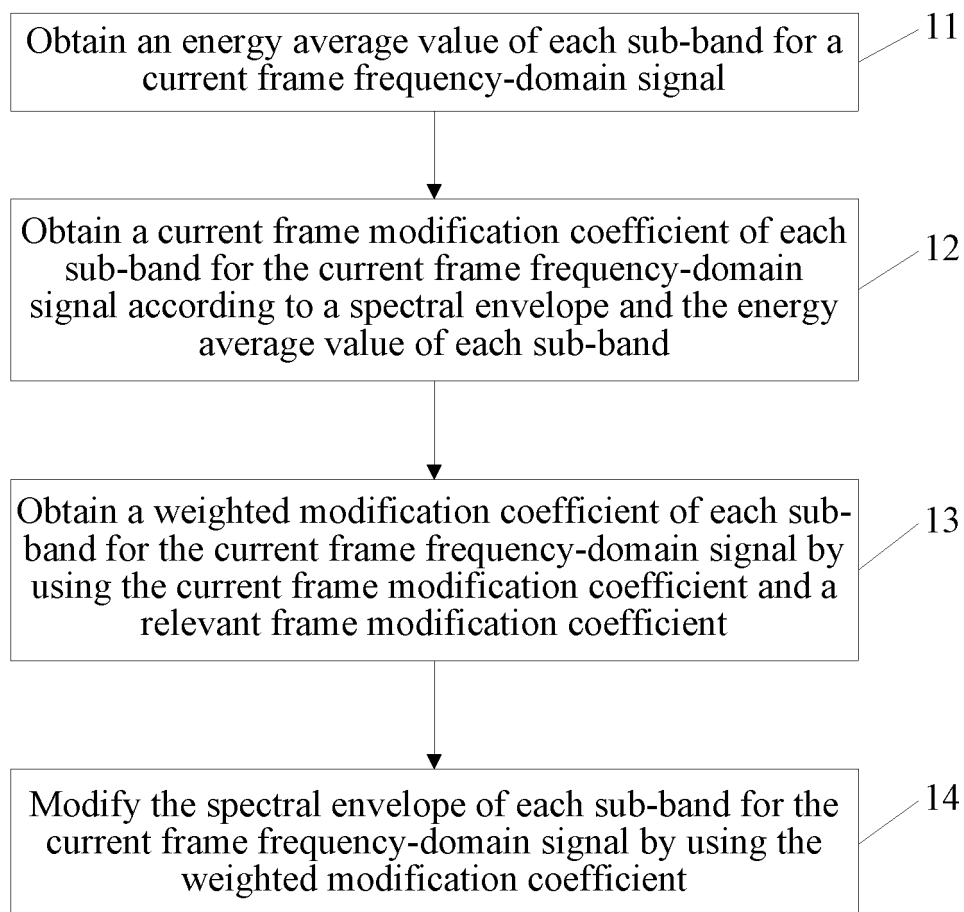 Obtain an energy average value of each sub-band for a
current frame frequency-domain signal
11
Obtain a current frame modification coefficient of each
sub-band for the current frame frequency-domain
signal according to a spectral envelope and the energy
average value of each sub-band
12
Obtain a weighted modification coefficient of each sub-
band for the current frame frequency-domain signal by
using the current frame modification coefficient and a
relevant frame modification coefficient
13
Modify the spectral envelope of each sub-band for the
current frame frequency-domain signal by using the
weighted modification coefficient
14